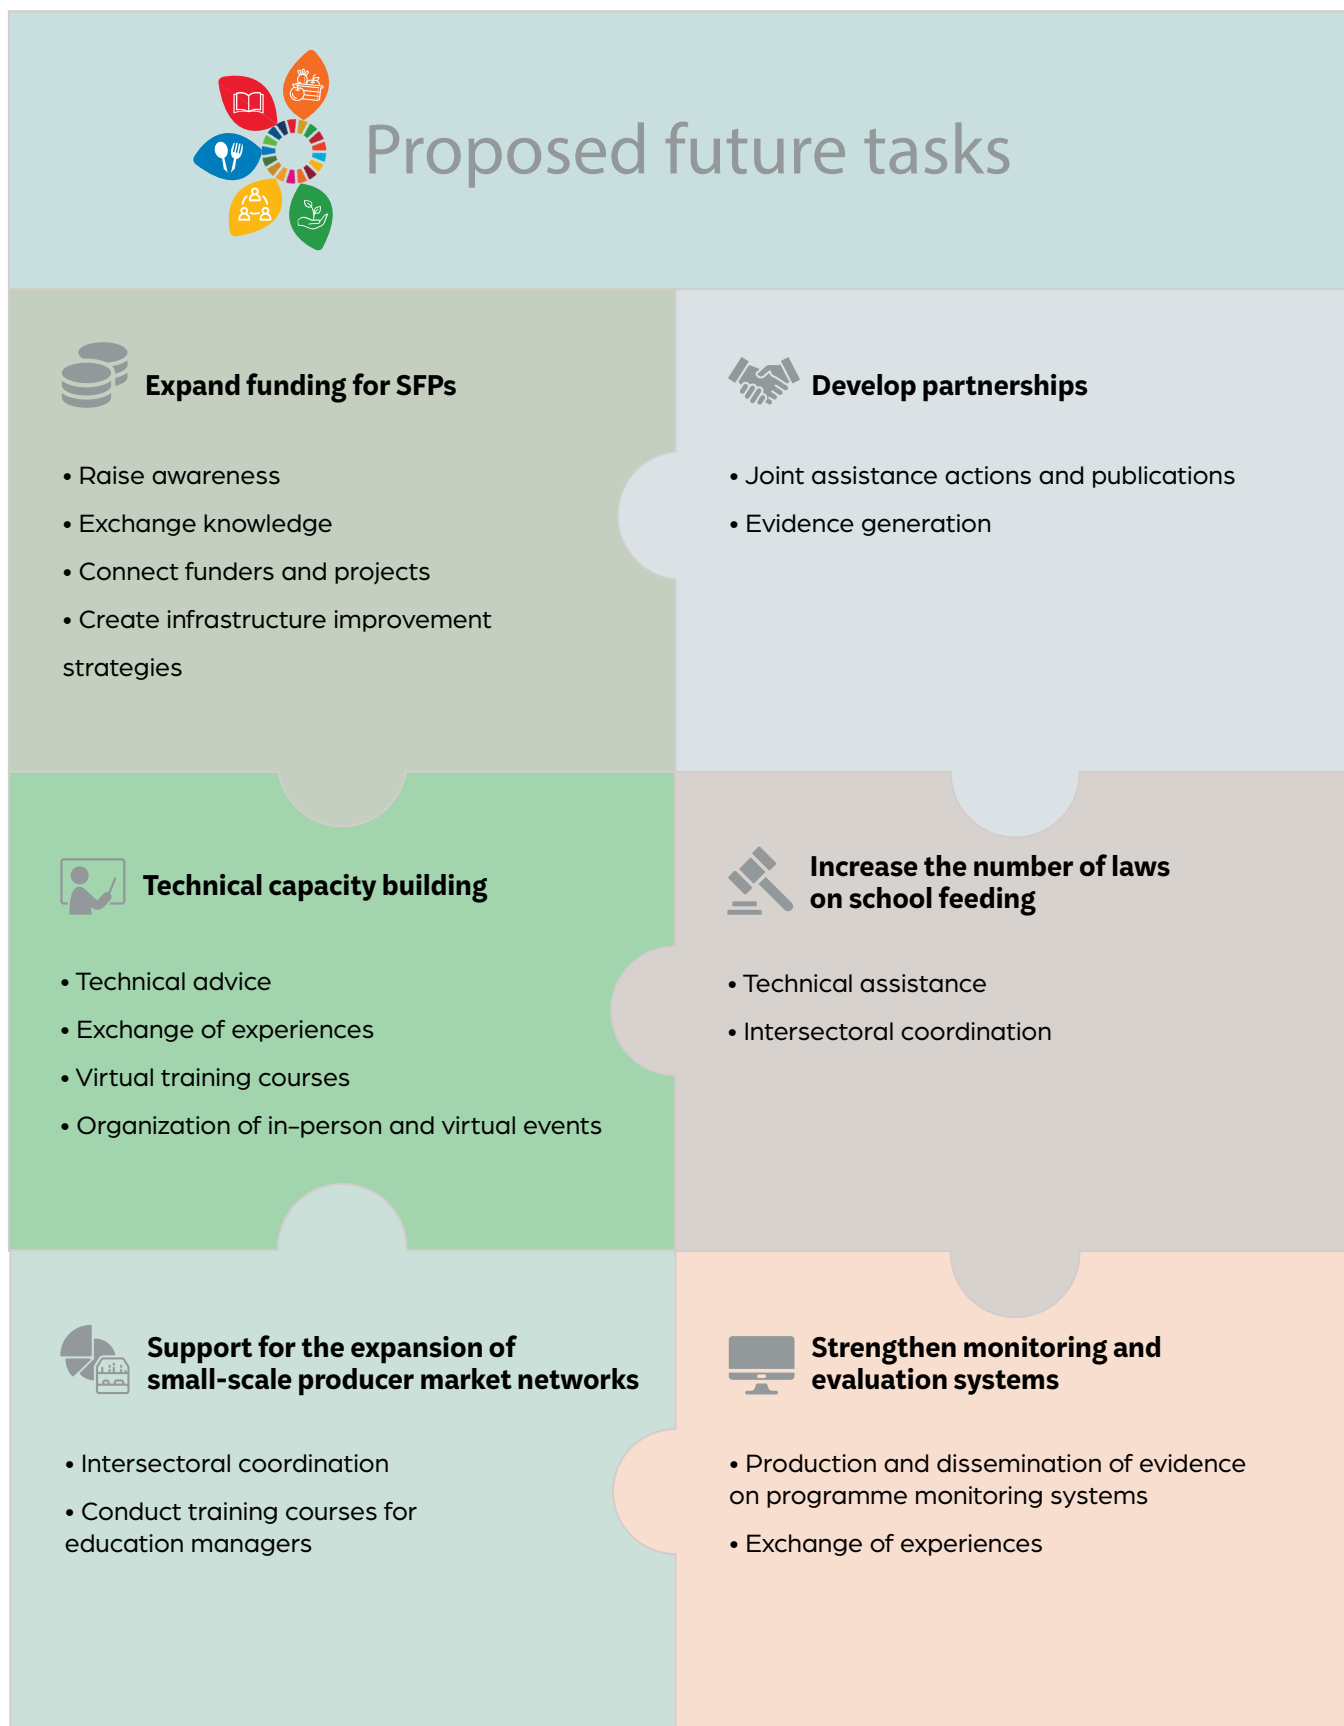 Proposed future tasks
Expand funding for SFPs
• Raise awareness
• Exchange knowledge
• Connect funders and projects
• Create infrastructure improvement
strategies
Develop partnerships
• Joint assistance actions and publications
• Evidence generation
Technical capacity building
• Technical advice
• Exchange of experiences
• Virtual training courses
• Organization of in-person and virtual events
Increase the number of laws
on school feeding
• Technical assistance
• Intersectoral coordination
Support for the expansion of
small-scale producer market networks
• Intersectoral coordination
• Conduct training courses for
education managers
Strengthen monitoring and
evaluation systems
• Production and dissemination of evidence
on programme monitoring systems
• Exchange of experiences